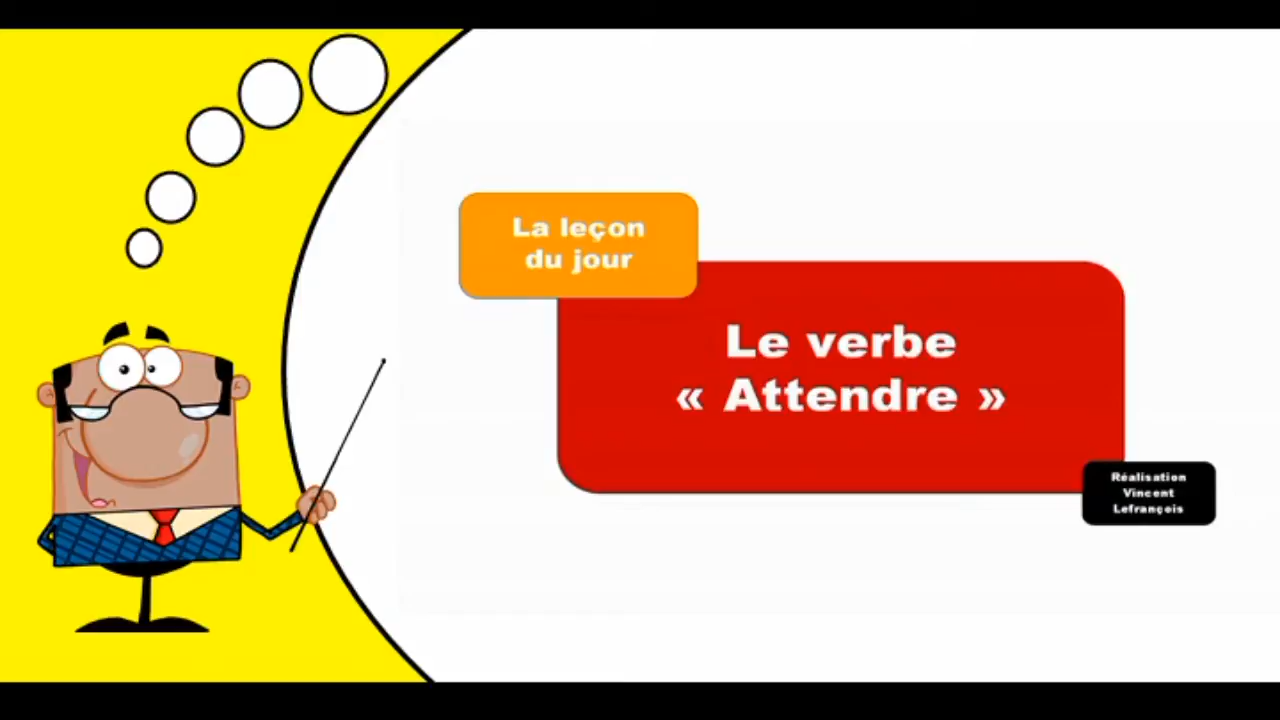 La leçon
du jour
Le verbe
« Attendre »
Réalisation
Vincent
Lefrançois